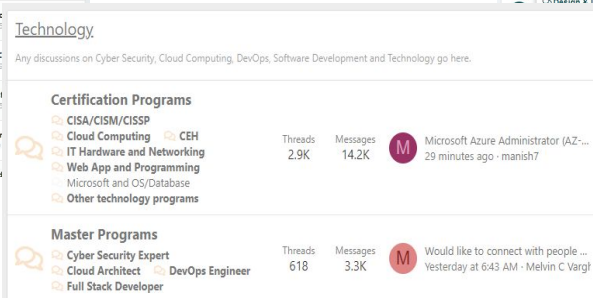 Technology
Any discussions on Cyber Security, Cloud Computing, DevOps, Software Development and Technology go here.
Certification Programs
CISA/CISM/CISSP
Cloud Computing CEH
IT Hardware and Networking
Web App and Programming
Microsoft and OS/Database
Other technology programs
Threads Messages
2.9K 14.2K
M
Microsoft Azure Administrator (AZ-...
29 minutes ago · manish7
Master Programs
Cyber Security Expert
Cloud Architect DevOps Engineer
Full Stack Developer
Threads Messages
618 3.3K
M
Would like to connect with people ...
Yesterday at 6:43 AM · Melvin C Vargh